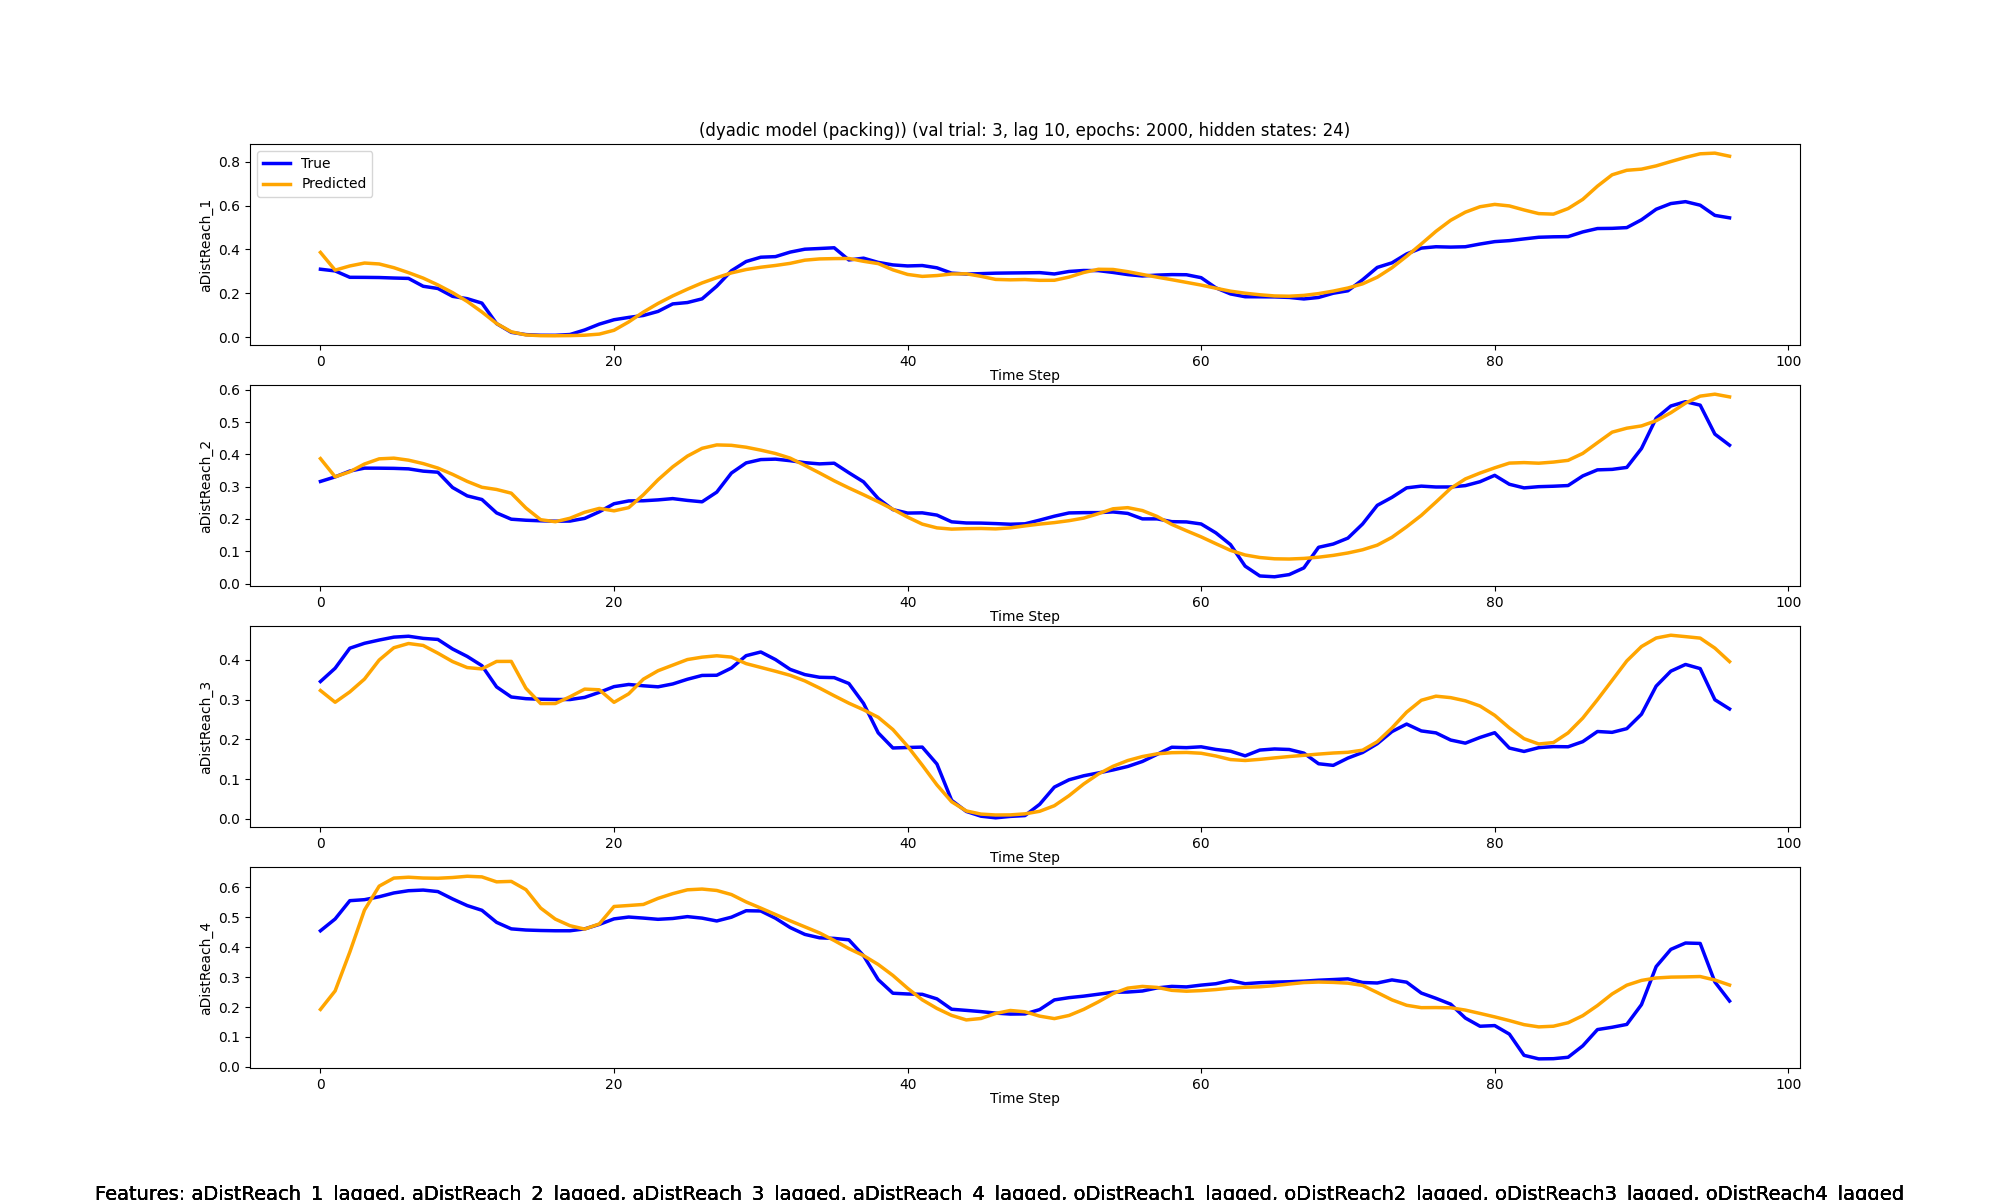 (dyadic model (packing)) (val trial: 3, lag 10, epochs: 2000, hidden states: 24)
True
Predicted
aDistReach_1
0.8
0.6
0.4
0.2
0.0
0 20 40 60 80 100
Time Step
aDistReach_2
0.6
0.5
0.4
0.3
0.2
0.1
0.0
0 20 40 60 80 100
Time Step
aDistReach_3
0.4
0.3
0.2
0.1
0.0
0 20 40 60 80 100
Time Step
aDistReach_4
0.6
0.5
0.4
0.3
0.2
0.1
0.0
0 20 40 60 80 100
Time Step
Features: aDistReach_1_lagged, aDistReach_2_lagged, aDistReach_3_lagged, aDistReach_4_lagged, oDistReach1_lagged, oDistReach2_lagged, oDistReach3_lagged, oDistReach4_lagged